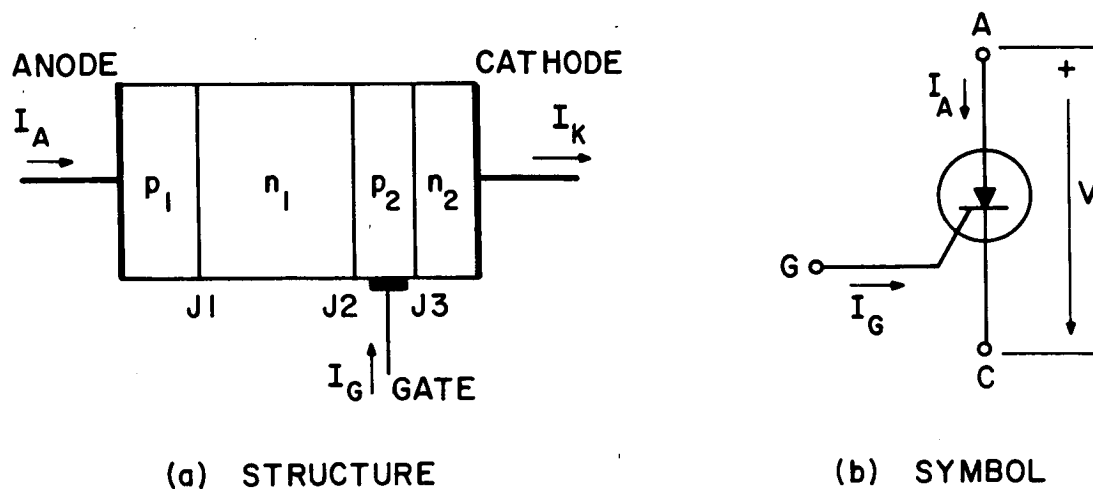 ANODE
CATHODE
I_A
I_K
p_1 n_1 p_2 n_2
J1 J2 J3
I_G GATE
(a) STRUCTURE
A
+
I_A
V
G
I_G
C
(b) SYMBOL